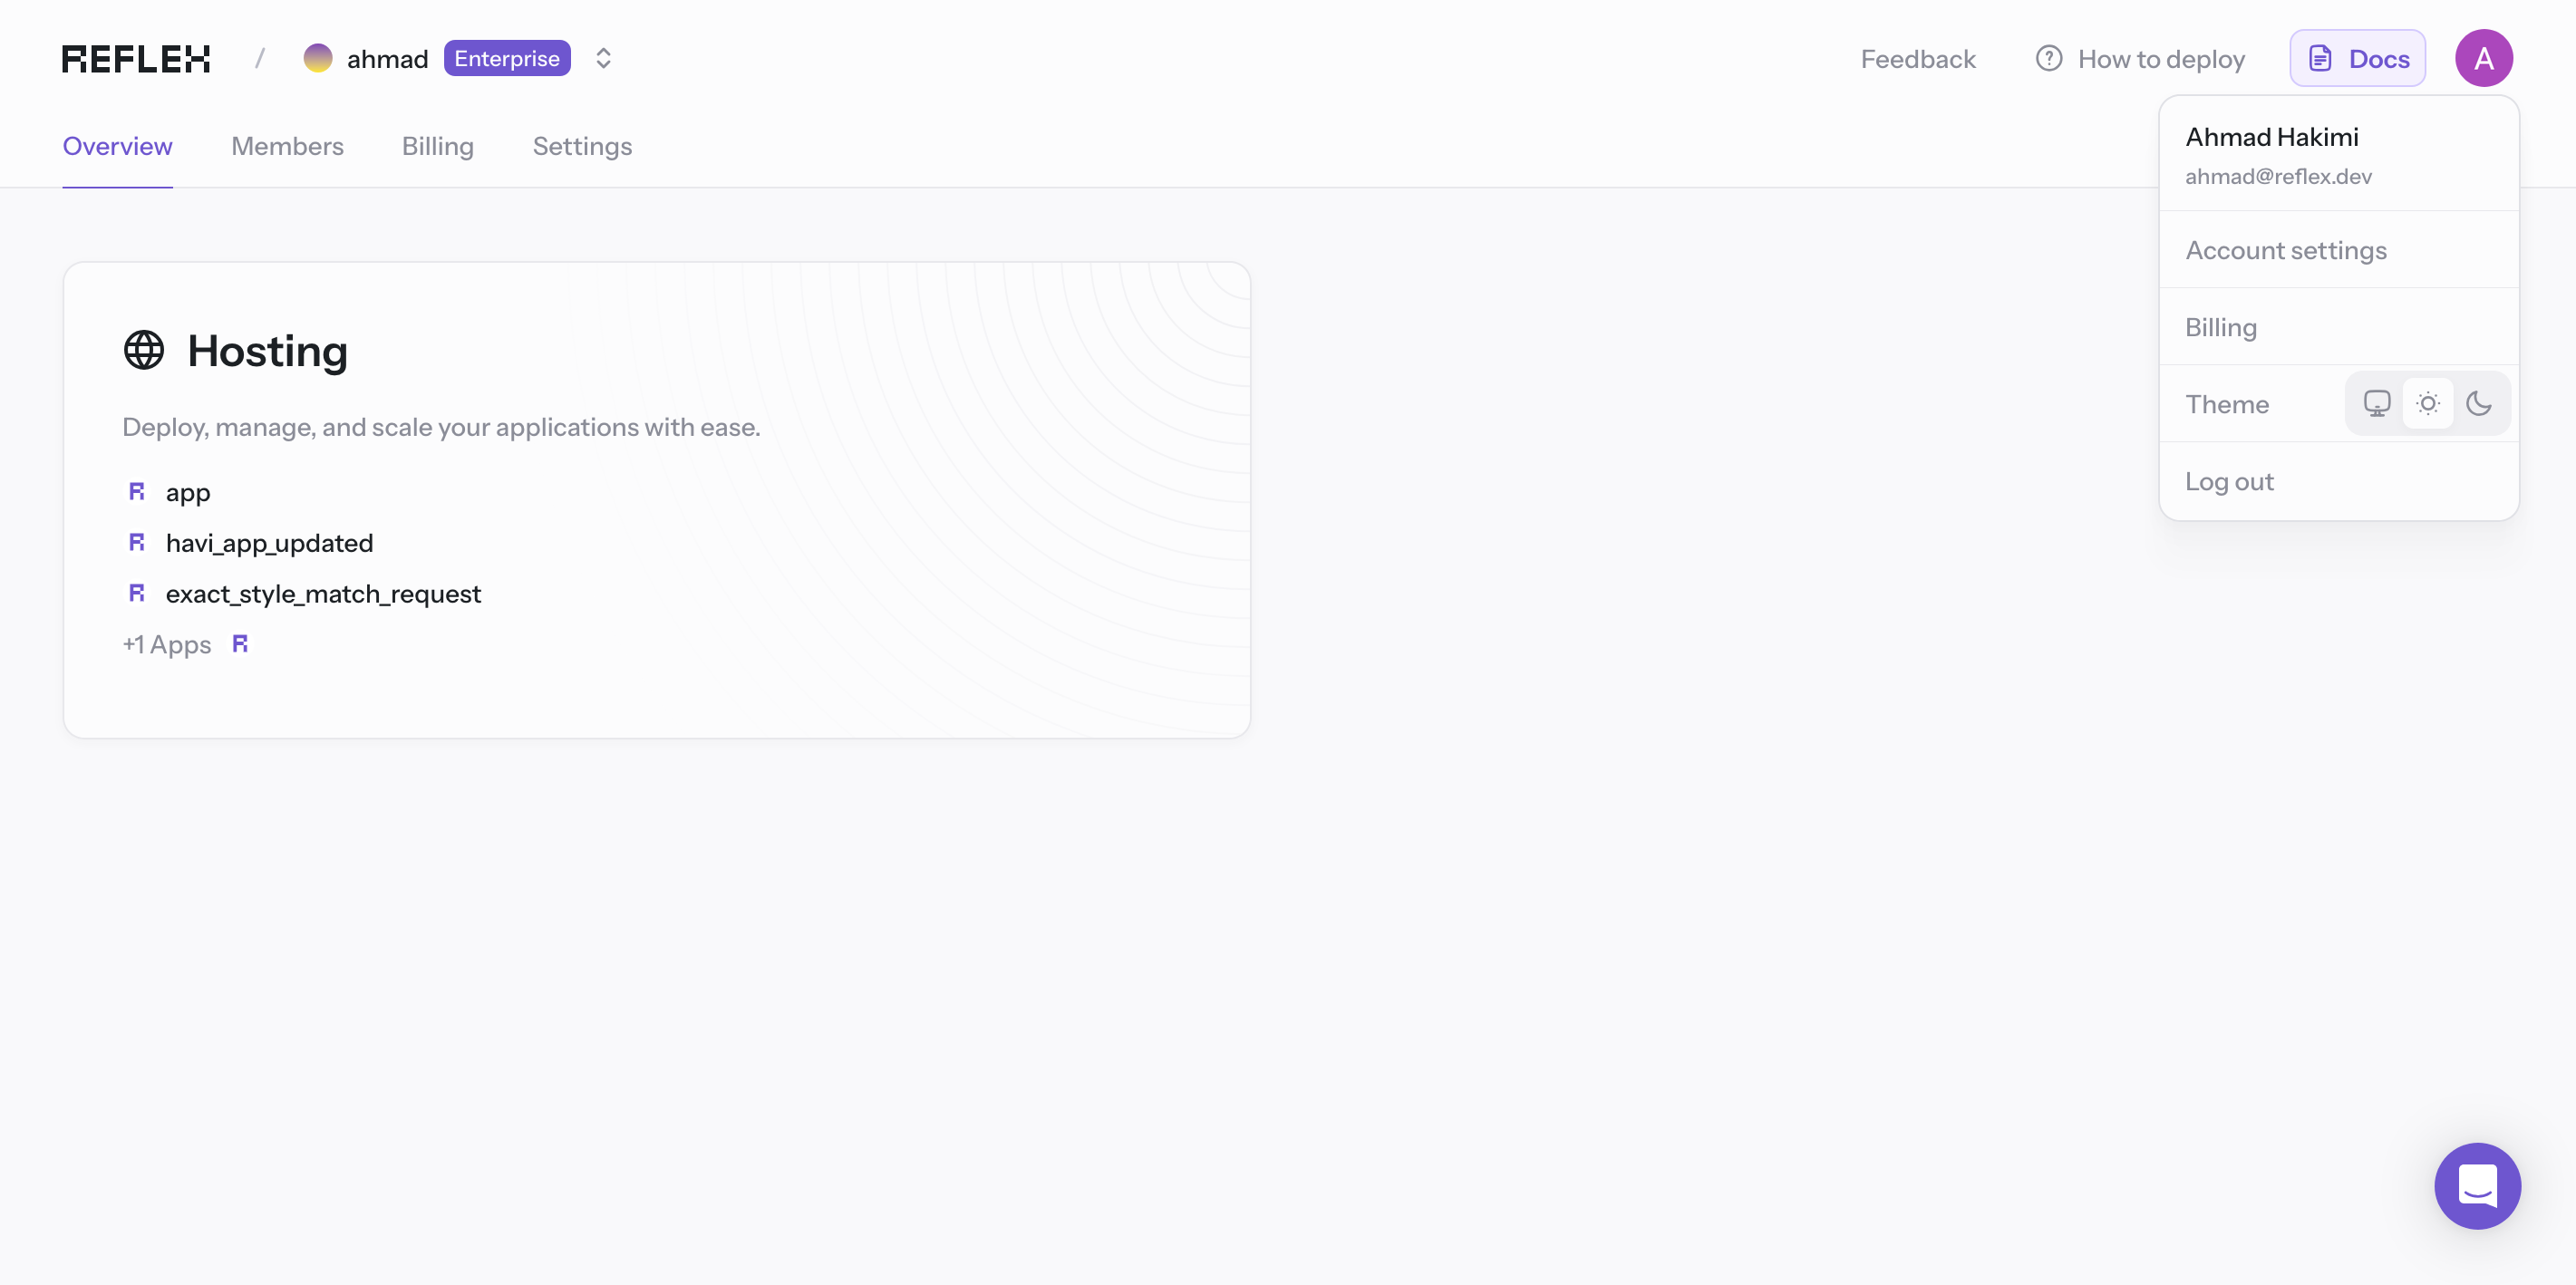 REFLEX / ahmad Enterprise Feedback How to deploy Docs A
Overview Members Billing Settings
Ahmad Hakimi
ahmad@reflex.dev
Account settings
Billing
Theme
Log out
Hosting
Deploy, manage, and scale your applications with ease.
R app
R havi_app_updated
R exact_style_match_request
+1 Apps R